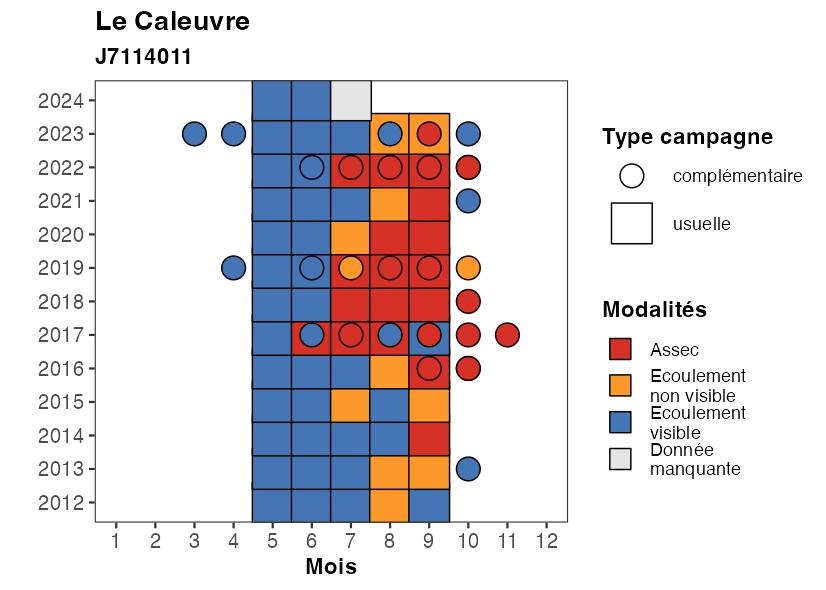 Le Caleuvre
J7114011
2024
2023
2022
2021
2020
2019
2018
2017
2016
2015
2014
2013
2012
1 2 3 4 5 6 7 8 9 10 11 12
Mois
Type campagne
complémentaire
usuelle
Modalités
Assec
Ecoulement
non visible
Ecoulement
visible
Donnée
manquante